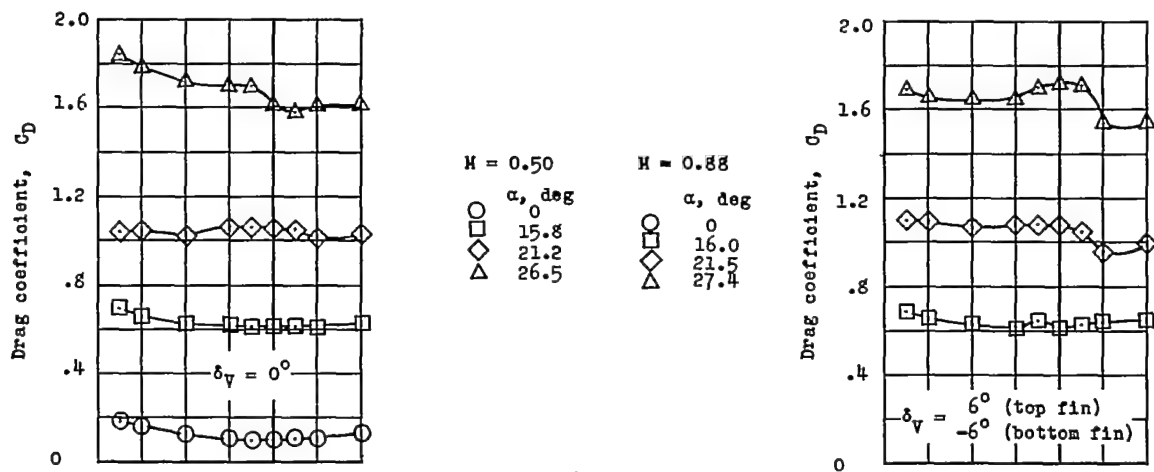 Drag coefficient, C_D
2.0
1.6
1.2
.8
.4
0
δ_V = 0°
M = 0.50
α, deg
○ 0
□ 15.8
◇ 21.2
△ 26.5
M = 0.88
α, deg
○ 0
□ 16.0
◇ 21.5
△ 27.4
Drag coefficient, C_D
2.0
1.6
1.2
.8
.4
0
δ_V = 6° (top fin)
-6° (bottom fin)